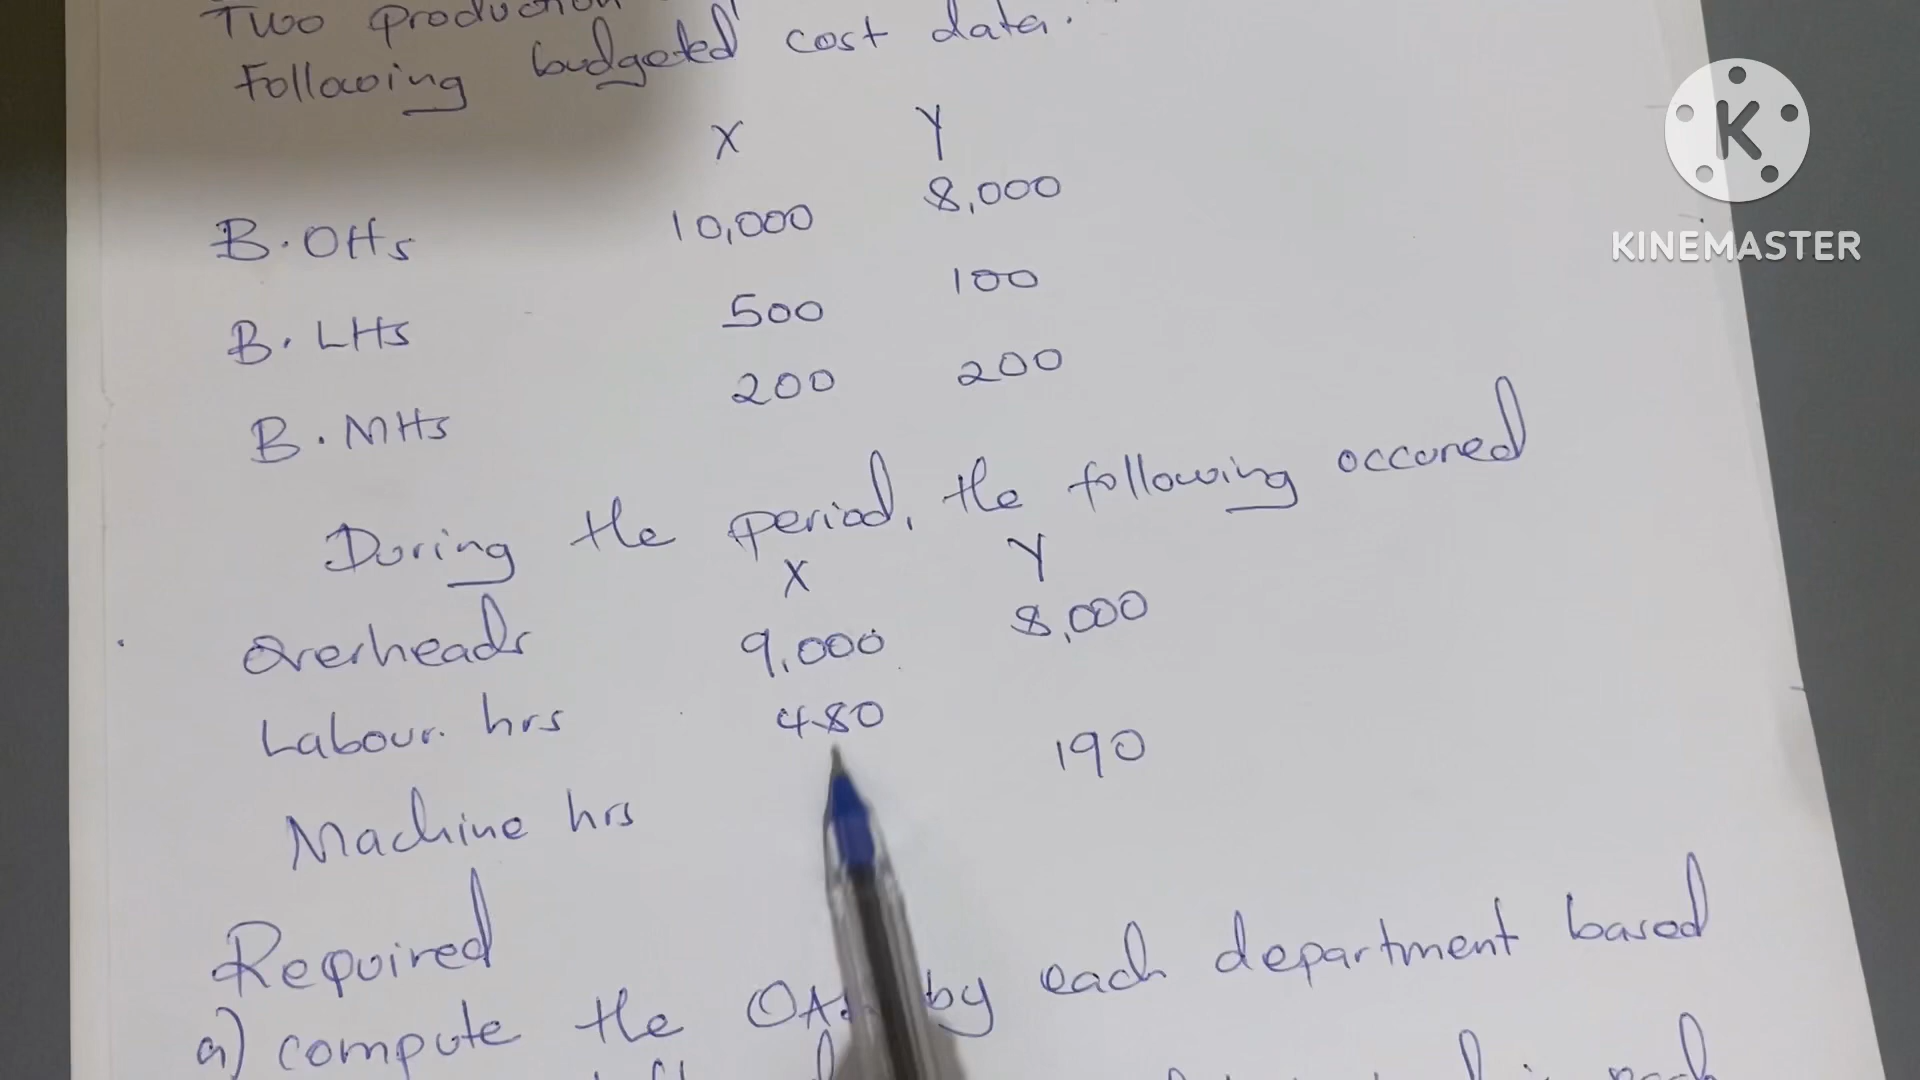 Two production
Following budgeted cost data.
X Y
B. OHs 10,000 8,000
B. LHs 500 100
B. MHs 200 200
During the period, the following occured
X Y
Overheads 9,000 8,000
Labour. hrs 480
Machine hrs 190
Required
a) compute the by each department based
K
KINEMASTER